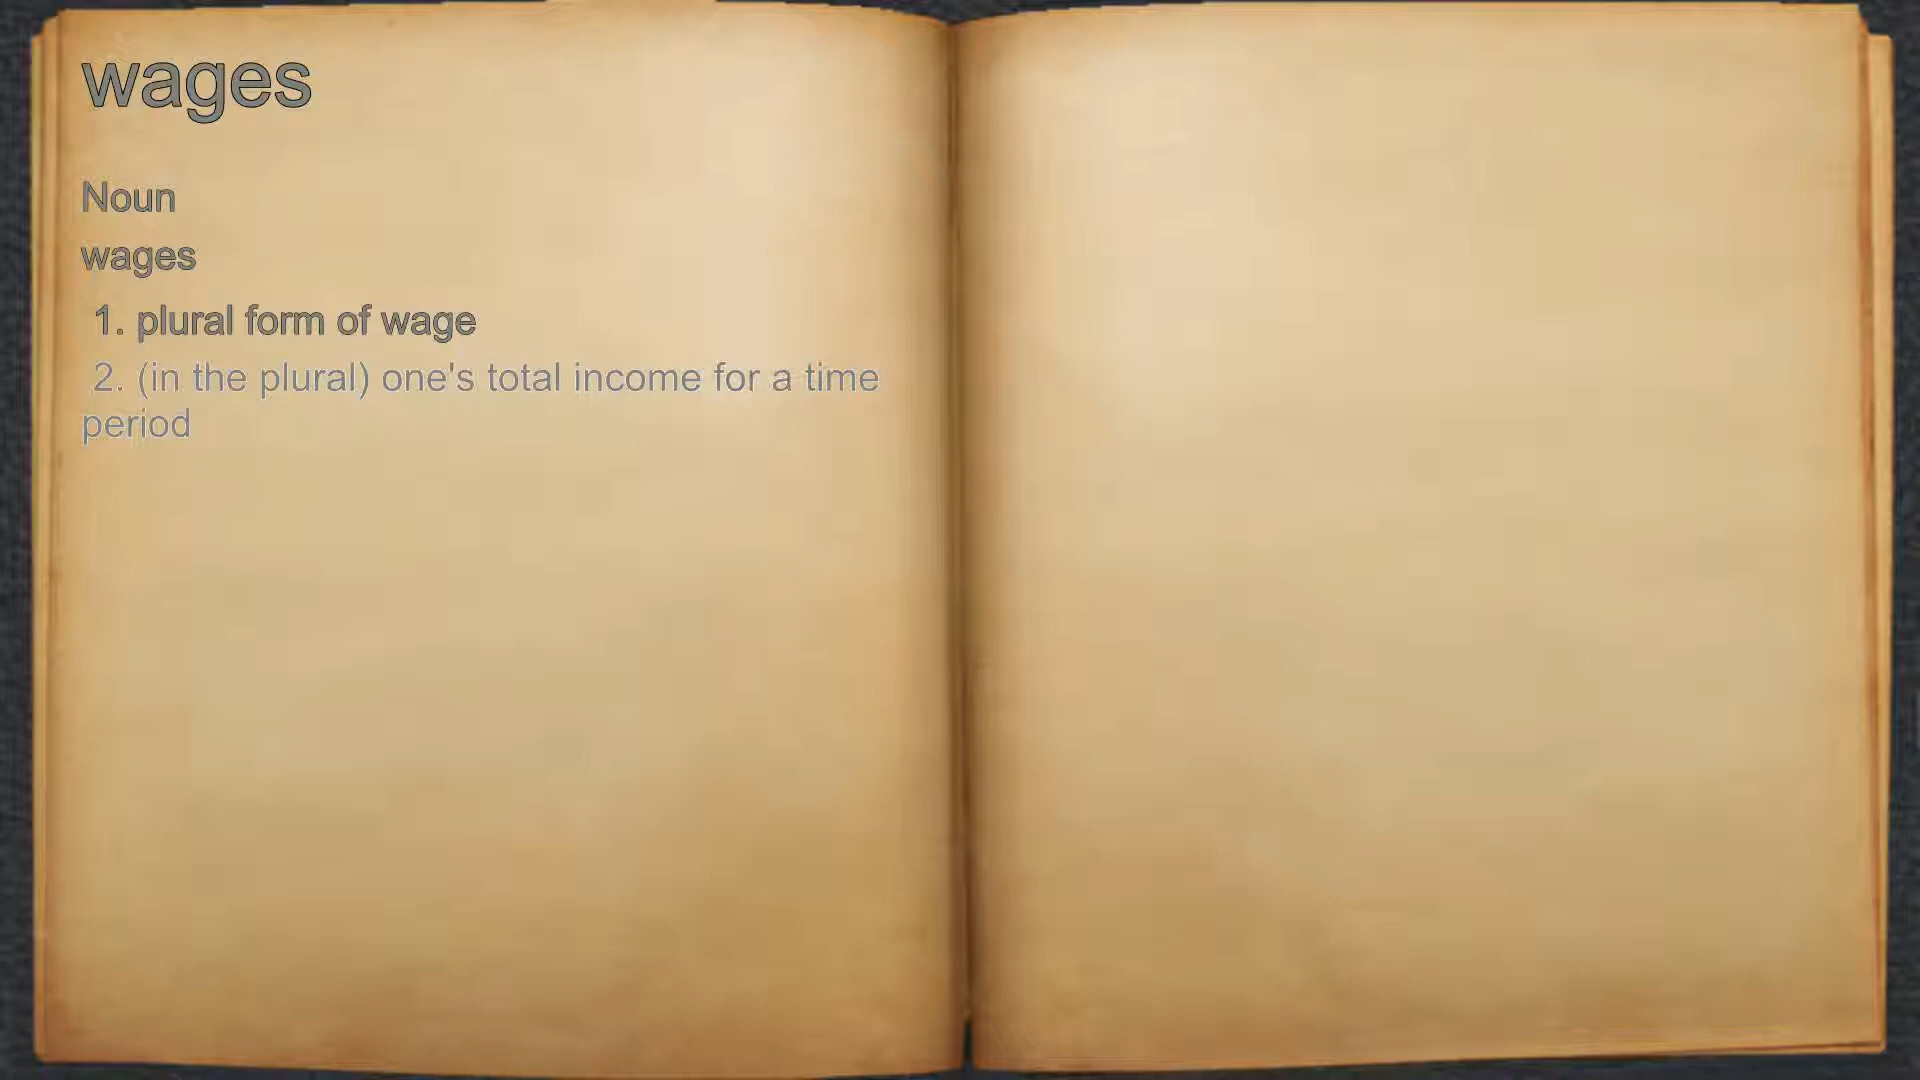 wages
Noun
wages
1. plural form of wage
2. (in the plural) one's total income for a time
period